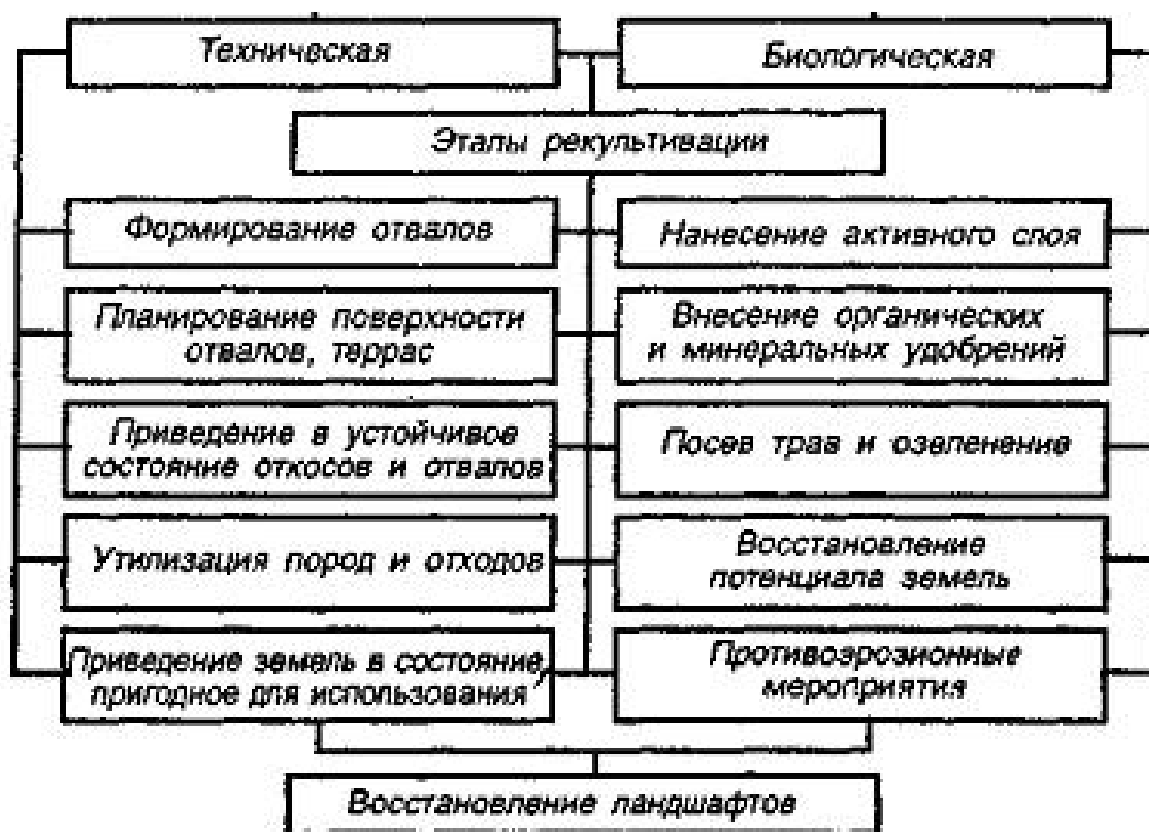 Техническая
Биологическая
Этапы рекультивации
Формирование отвалов
Нанесение активного слоя
Планирование поверхности
отвалов, террас
Внесение органических
и минеральных удобрений
Приведение в устойчивое
состояние откосов и отвалов
Посев трав и озеленение
Утилизация пород и отходов
Восстановление
потенциала земель
Приведение земель в состояние,
пригодное для использования
Противоэрозионные
мероприятия
Восстановление ландшафтов